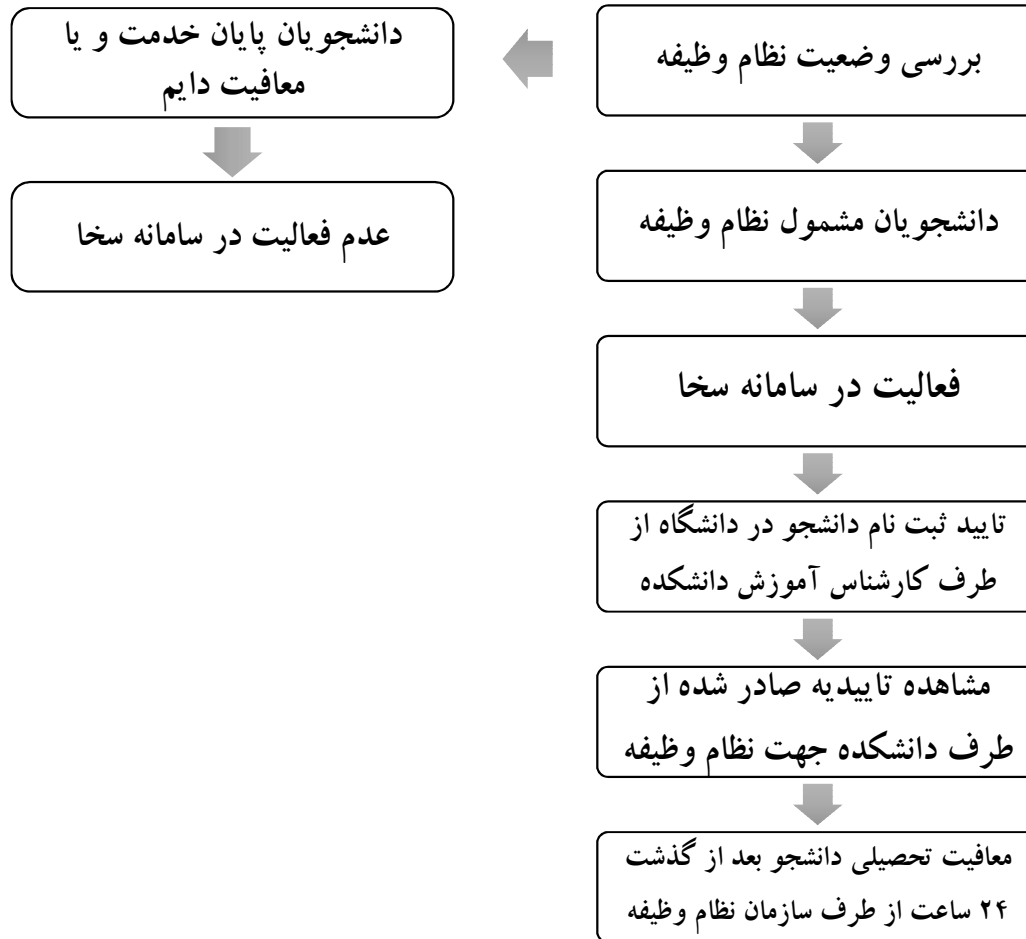 بررسی وضعیت نظام وظیفه
دانشجویان پایان خدمت و یا
معافیت دایم
عدم فعالیت در سامانه سخا
دانشجویان مشمول نظام وظیفه
فعالیت در سامانه سخا
تایید ثبت نام دانشجو در دانشگاه از
طرف کارشناس آموزش دانشکده
مشاهده تاییدیه صادر شده از
طرف دانشکده جهت نظام وظیفه
معافیت تحصیلی دانشجو بعد از گذشت
۲۴ ساعت از طرف سازمان نظام وظیفه